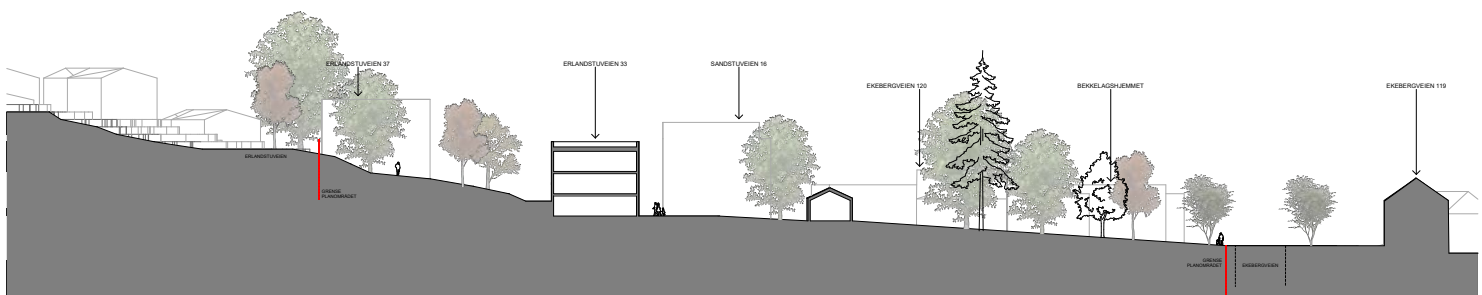 ERLANDSTUVEIEN 37
ERLANDSTUVEIEN 33
SANDSTUVEIEN 16
EKEBERGVEIEN 120
BEKKELAGSHJEMMET
EKEBERGVEIEN 119
ERLANDSTUVEIEN
GRENSE
PLANOMRÅDET
GRENSE
PLANOMRÅDET
EKEBERGVEIEN